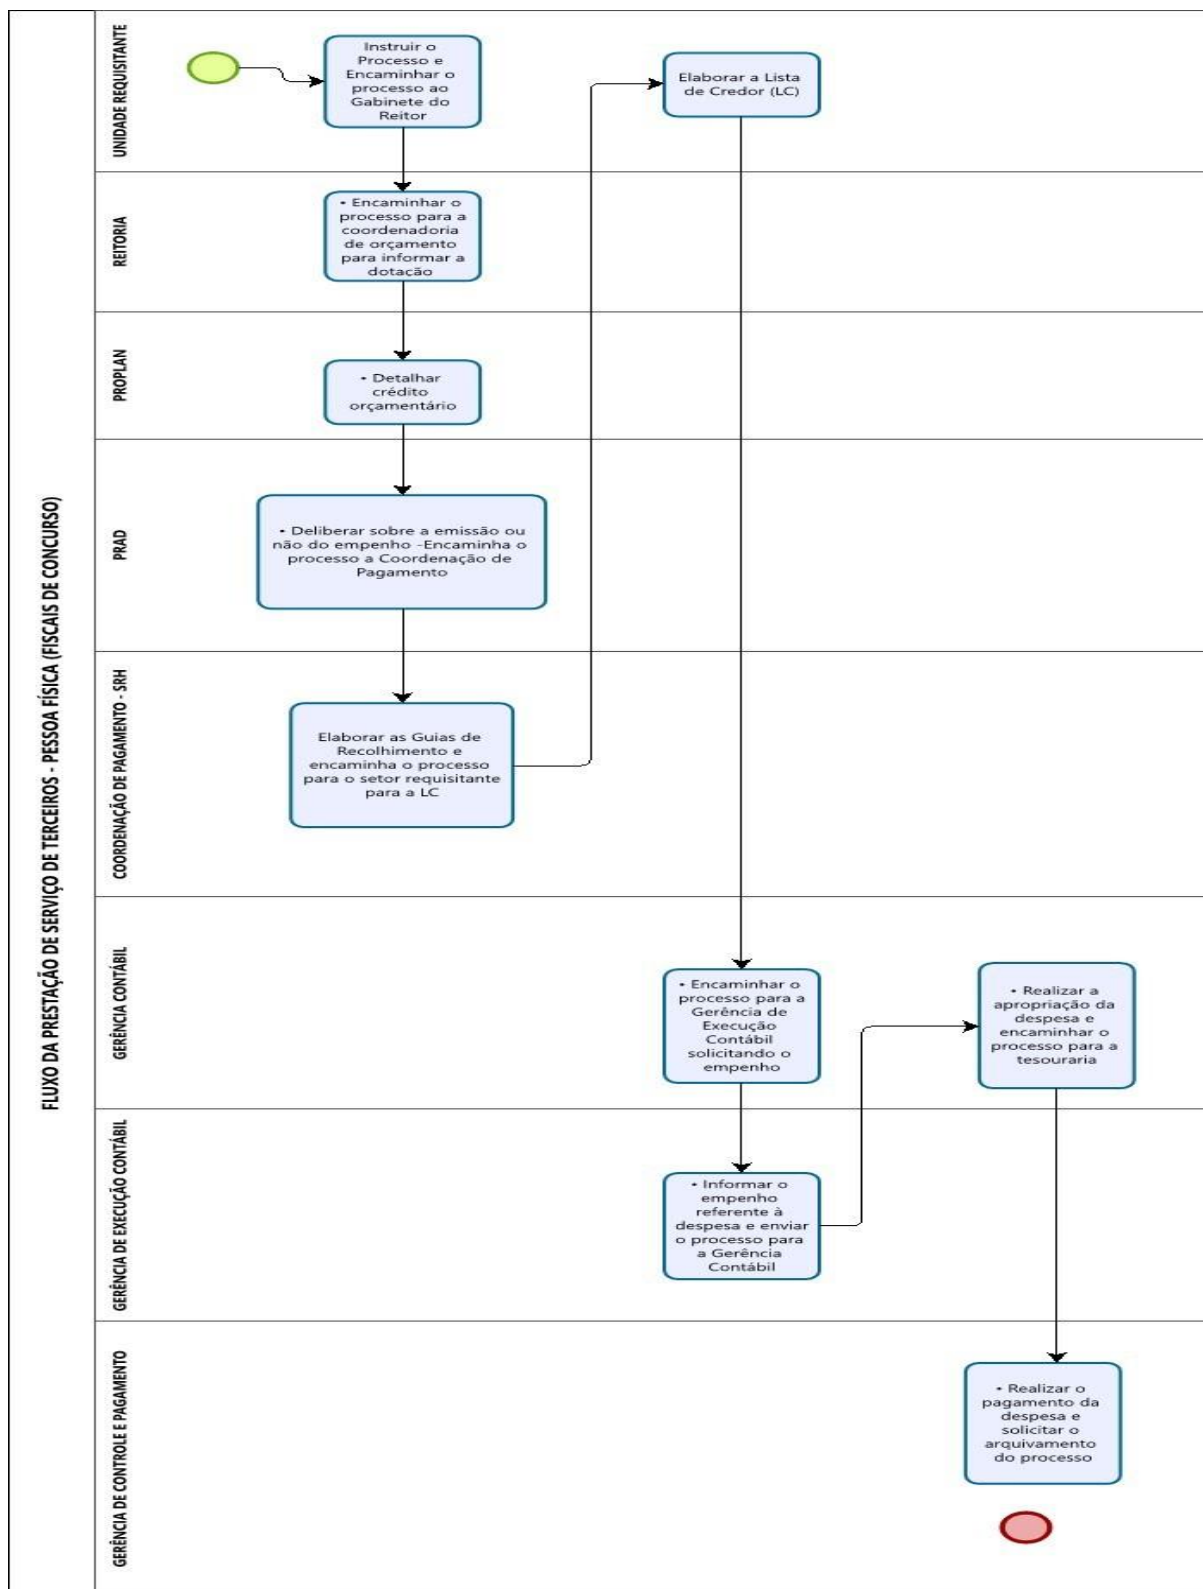 FLUXO DA PRESTAÇÃO DE SERVIÇO DE TERCEIROS - PESSOA FÍSICA (FISCAIS DE CONCURSO)
UNIDADE REQUISITANTE
Instruir o
Processo e
Encaminhar o
processo ao
Gabinete do
Reitor
Elaborar a Lista
de Credor (LC)
REITORIA
• Encaminhar o
processo para a
coordenadoria
de orçamento
para informar a
dotação
PROPLAN
• Detalhar
crédito
orçamentário
PRAD
• Deliberar sobre a emissão ou
não do empenho -Encaminha o
processo a Coordenação de
Pagamento
COORDENAÇÃO DE PAGAMENTO - SRH
Elaborar as Guias de
Recolhimento e
encaminha o processo
para o setor requisitante
para a LC
GERÊNCIA CONTÁBIL
• Encaminhar o
processo para a
Gerência de
Execução
Contábil
solicitando o
empenho
• Realizar a
apropriação da
despesa e
encaminhar o
processo para a
tesouraria
GERÊNCIA DE EXECUÇÃO CONTÁBIL
• Informar o
empenho
referente à
despesa e enviar
o processo para
a Gerência
Contábil
GERÊNCIA DE CONTROLE E PAGAMENTO
• Realizar o
pagamento da
despesa e
solicitar o
arquivamento
do processo